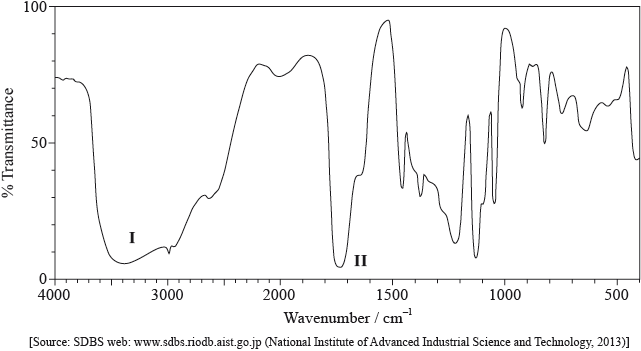 100
% Transmittance
50
I
II
0
4000 3000 2000 1500 1000 500
Wavenumber / cm⁻¹
[Source: SDBS web: www.sdbs.riodb.aist.go.jp (National Institute of Advanced Industrial Science and Technology, 2013)]